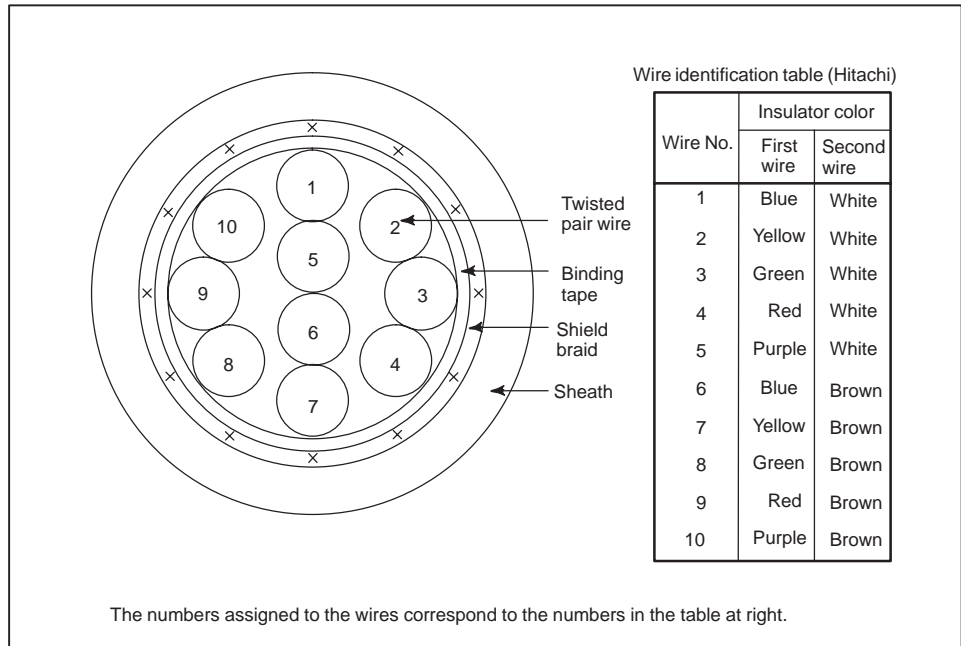 Wire identification table (Hitachi)
Wire No.
Insulator color
First
wire
Second
wire
1 Blue White
2 Yellow White
3 Green White
4 Red White
5 Purple White
6 Blue Brown
7 Yellow Brown
8 Green Brown
9 Red Brown
10 Purple Brown
1
10
2
5
9
3
6
8
4
7
Twisted
pair wire
Binding
tape
Shield
braid
Sheath
The numbers assigned to the wires correspond to the numbers in the table at right.